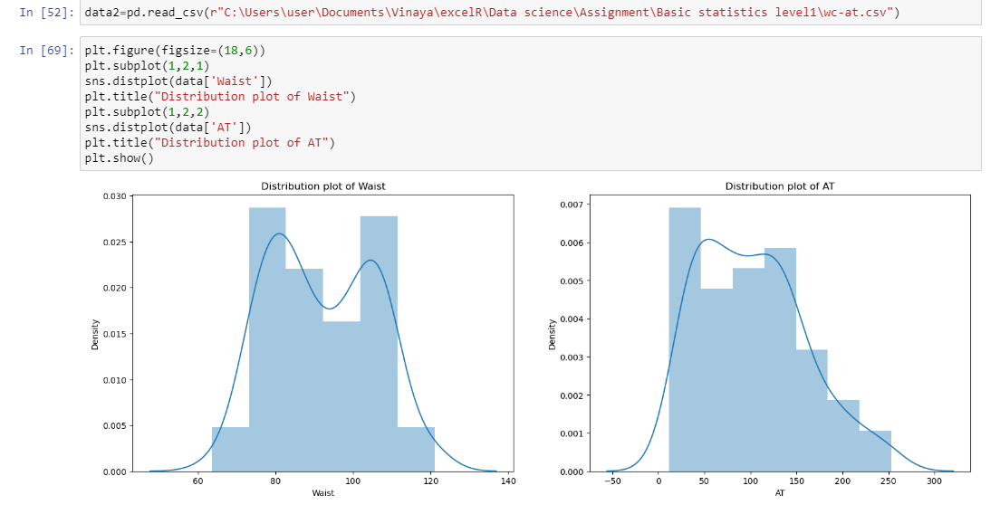 In [52]: data2=pd.read_csv(r"C:\Users\user\Documents\Vinaya\excelR\Data science\Assignment\Basic statistics level1\wc-at.csv")
In [69]: plt.figure(figsize=(18,6))
plt.subplot(1,2,1)
sns.distplot(data['Waist'])
plt.title("Distribution plot of Waist")
plt.subplot(1,2,2)
sns.distplot(data['AT'])
plt.title("Distribution plot of AT")
plt.show()
Distribution plot of Waist
0.030
0.025
0.020
0.015
0.010
0.005
0.000
Density
60 80 100 120 140
Waist
Distribution plot of AT
0.007
0.006
0.005
0.004
0.003
0.002
0.001
0.000
Density
−50 0 50 100 150 200 250 300
AT